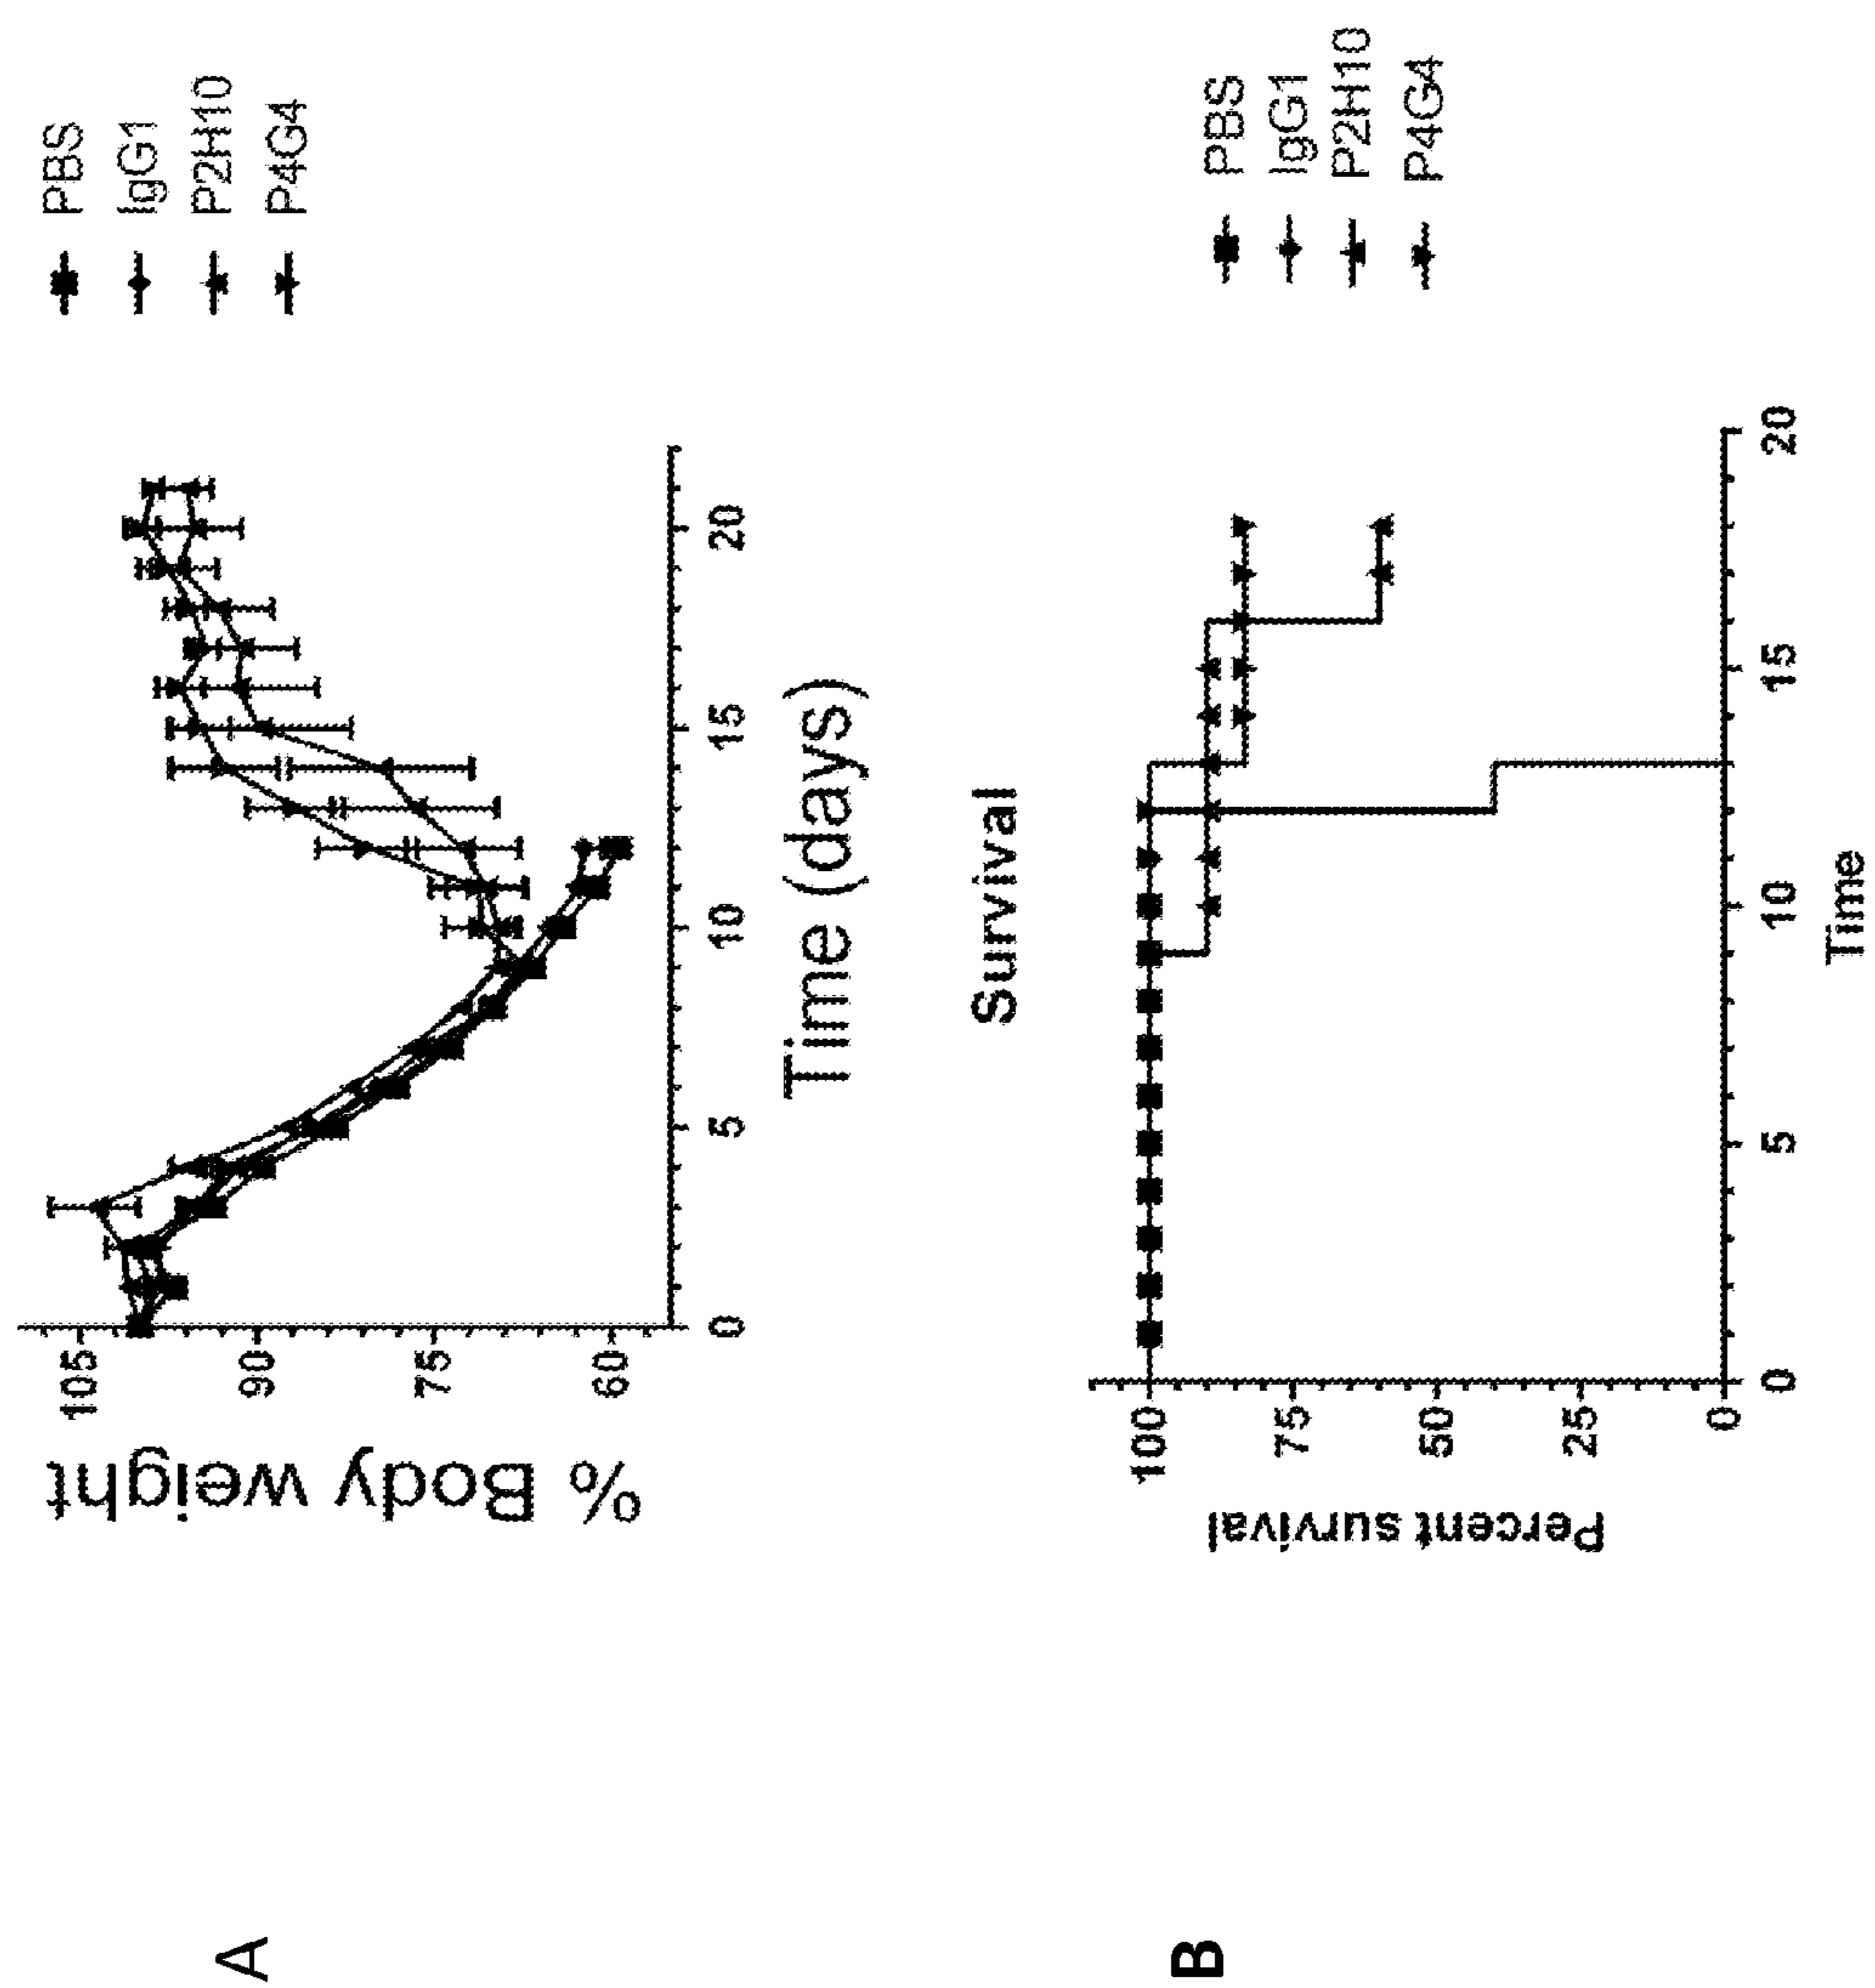 A
% Body weight
105
90
75
60
0
5
10
15
20
Time (days)
PBS
IgG1
P2H10
P4G4
B
Survival
Percent survival
100
75
50
25
0
0
5
10
15
20
Time
PBS
IgG1
P2H10
P4G4